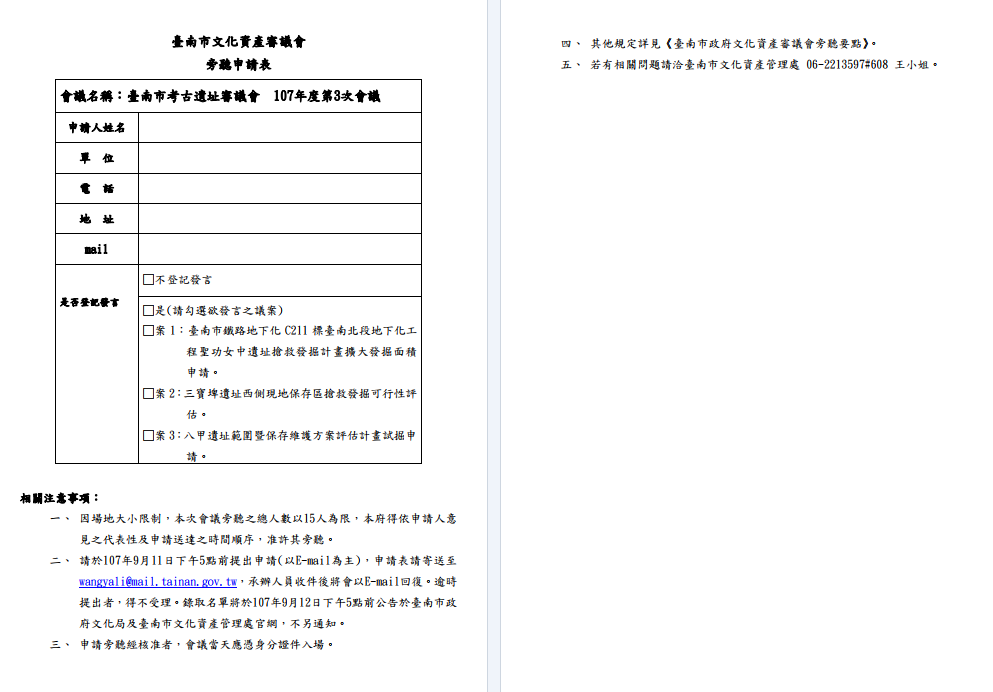 臺南市文化資產審議會
旁聽申請表
會議名稱：臺南市考古遺址審議會　107年度第3次會議
申請人姓名
單　位
電　話
地　址
mail
是否登記發言
□不登記發言
□是(請勾選欲發言之議案)
□案 1：臺南市鐵路地下化 C211 標臺南北段地下化工
程聖功女中遺址搶救發掘計畫擴大發掘面積
申請。
□案 2：三寶埤遺址西側現地保存區搶救發掘可行性評
估。
□案 3：八甲遺址範圍暨保存維護方案評估計畫試掘申
請。
相關注意事項：
一、 因場地大小限制，本次會議旁聽之總人數以15人為限，本府得依申請人意
見之代表性及申請送達之時間順序，准許其旁聽。
二、 請於107年9月11日下午5點前提出申請(以E-mail為主)，申請表請寄送至
wangyali@mail.tainan.gov.tw，承辦人員收件後將會以E-mail回復。逾時
提出者，得不受理。錄取名單將於107年9月12日下午5點前公告於臺南市政
府文化局及臺南市文化資產管理處官網，不另通知。
三、 申請旁聽經核准者，會議當天應憑身分證件入場。
四、 其他規定詳見《臺南市政府文化資產審議會旁聽要點》。
五、 若有相關問題請洽臺南市文化資產管理處 06-2213597#608 王小姐。